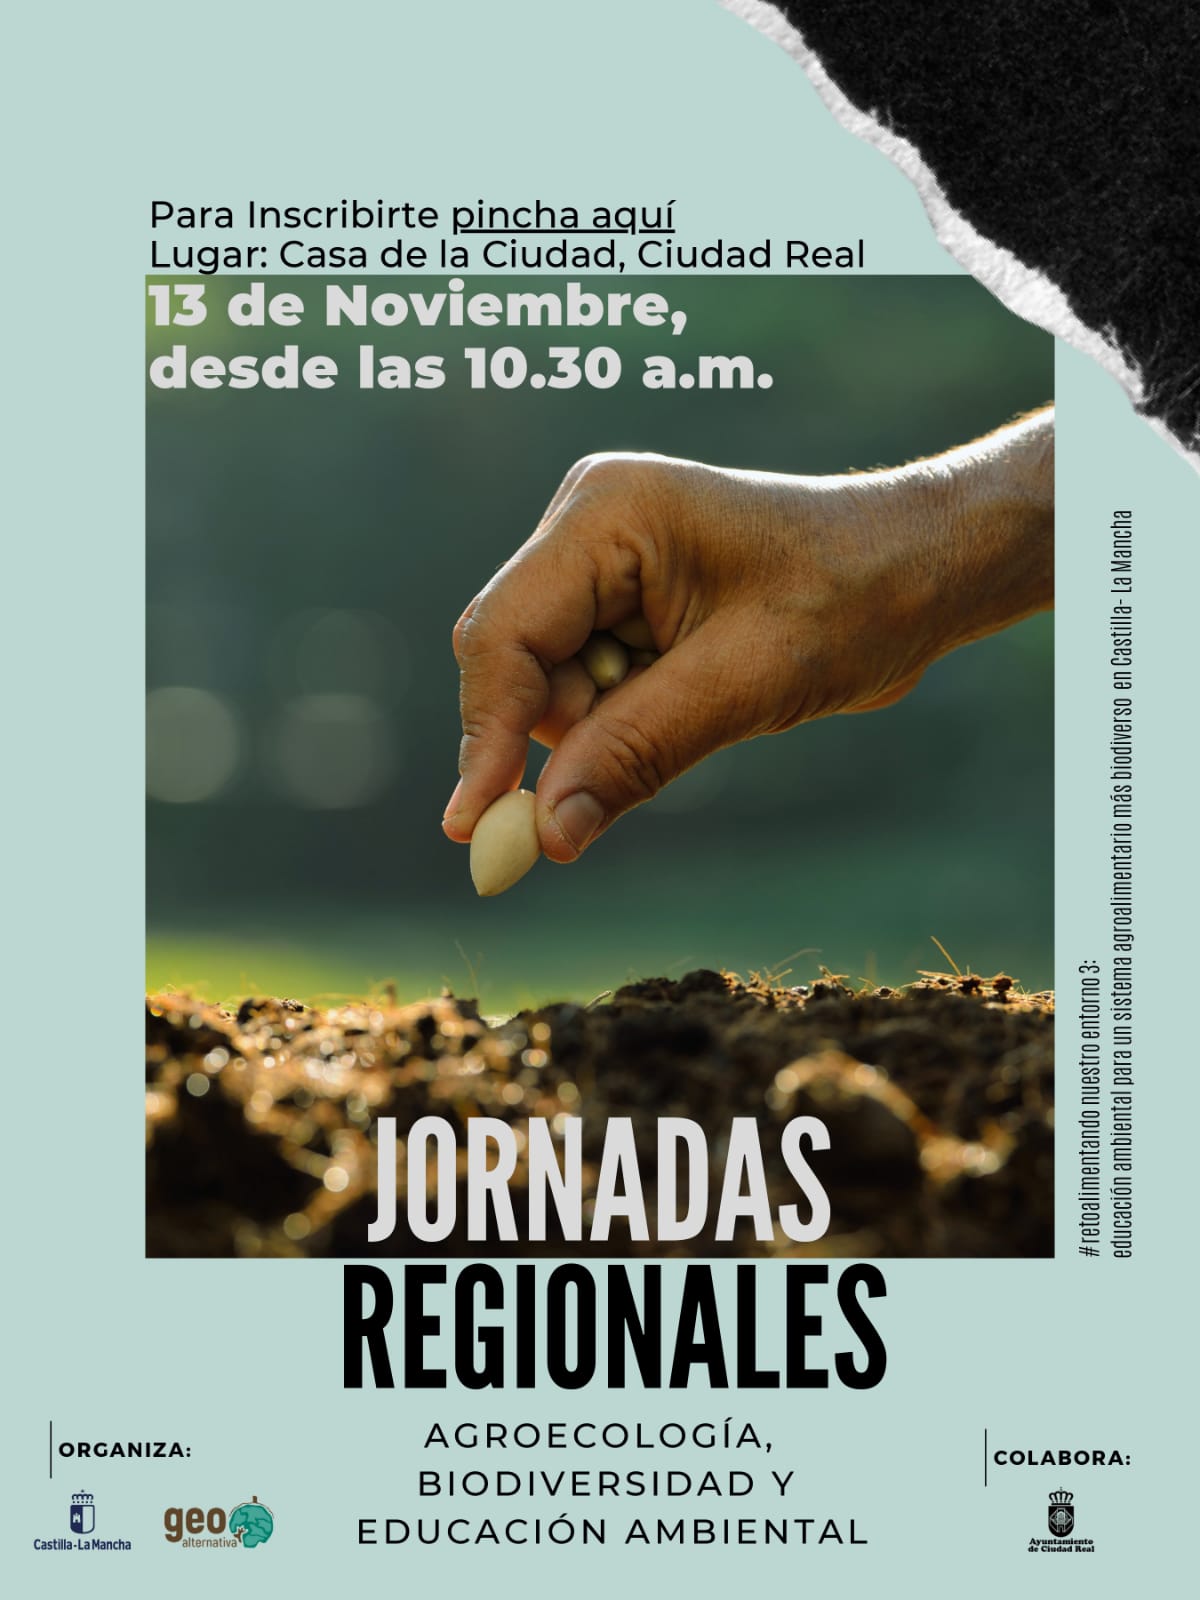 Para Inscribirte pincha aquí
Lugar: Casa de la Ciudad, Ciudad Real
13 de Noviembre,
desde las 10.30 a.m.
#retoalimentando nuestro entorno 3:
educación ambiental para un sistema agroalimentario más biodiverso en Castilla- La Mancha
JORNADAS
REGIONALES
AGROECOLOGÍA,
BIODIVERSIDAD Y
EDUCACIÓN AMBIENTAL
ORGANIZA:
Castilla-La Mancha
geo
alternativa
COLABORA:
Ayuntamiento
de Ciudad Real